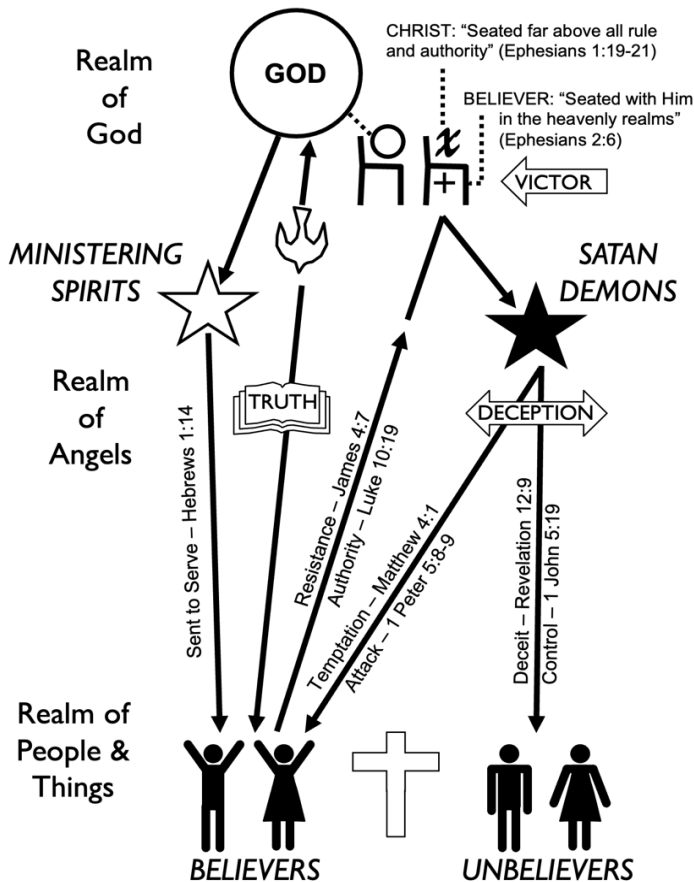 Realm
of
God
GOD
CHRIST: “Seated far above all rule
and authority” (Ephesians 1:19-21)
BELIEVER: “Seated with Him
in the heavenly realms”
(Ephesians 2:6)
x
VICTOR
MINISTERING
SPIRITS
SATAN
DEMONS
Realm
of
Angels
TRUTH
DECEPTION
Sent to Serve – Hebrews 1:14
Resistance – James 4:7
Authority – Luke 10:19
Temptation – Matthew 4:1
Attack – 1 Peter 5:8-9
Deceit – Revelation 12:9
Control – 1 John 5:19
Realm of
People &
Things
BELIEVERS
UNBELIEVERS